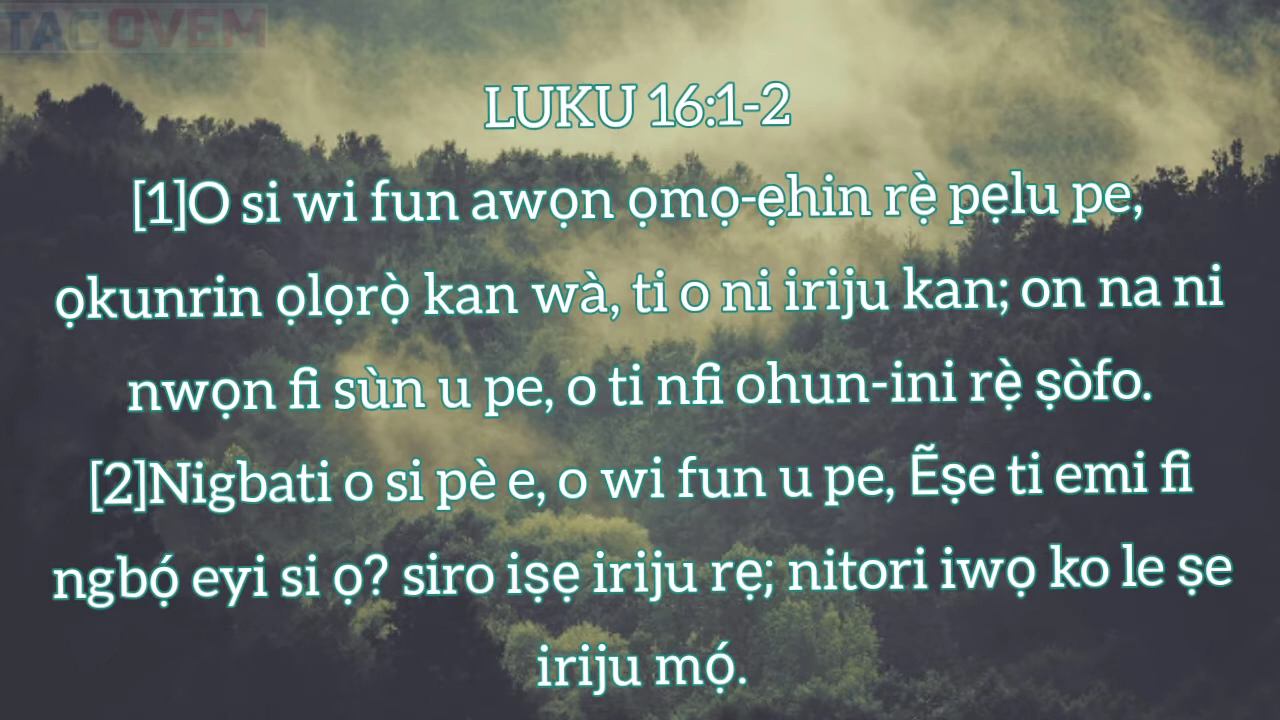 TACOVEM
LUKU 16:1-2
[1]O si wi fun awọn ọmọ-ẹhin rẹ̀ pẹlu pe,
ọkunrin ọlọrọ̀ kan wà, ti o ni iriju kan; on na ni
nwọn fi sùn u pe, o ti nfi ohun-ini rẹ̀ ṣòfo.
[2]Nigbati o si pè e, o wi fun u pe, Ẽṣe ti emi fi
ngbọ́ eyi si ọ? siro iṣẹ iriju rẹ; nitori iwọ ko le ṣe
iriju mọ́.